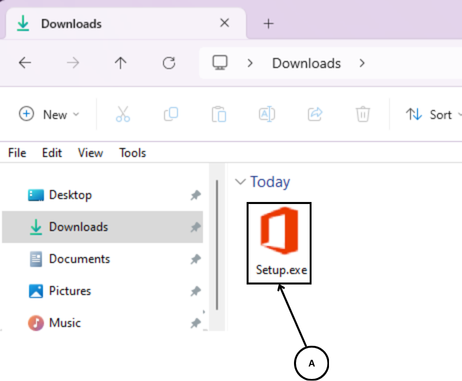 Downloads
Downloads
New
Sort
File Edit View Tools
Desktop
Downloads
Documents
Pictures
Music
Today
Setup.exe
A